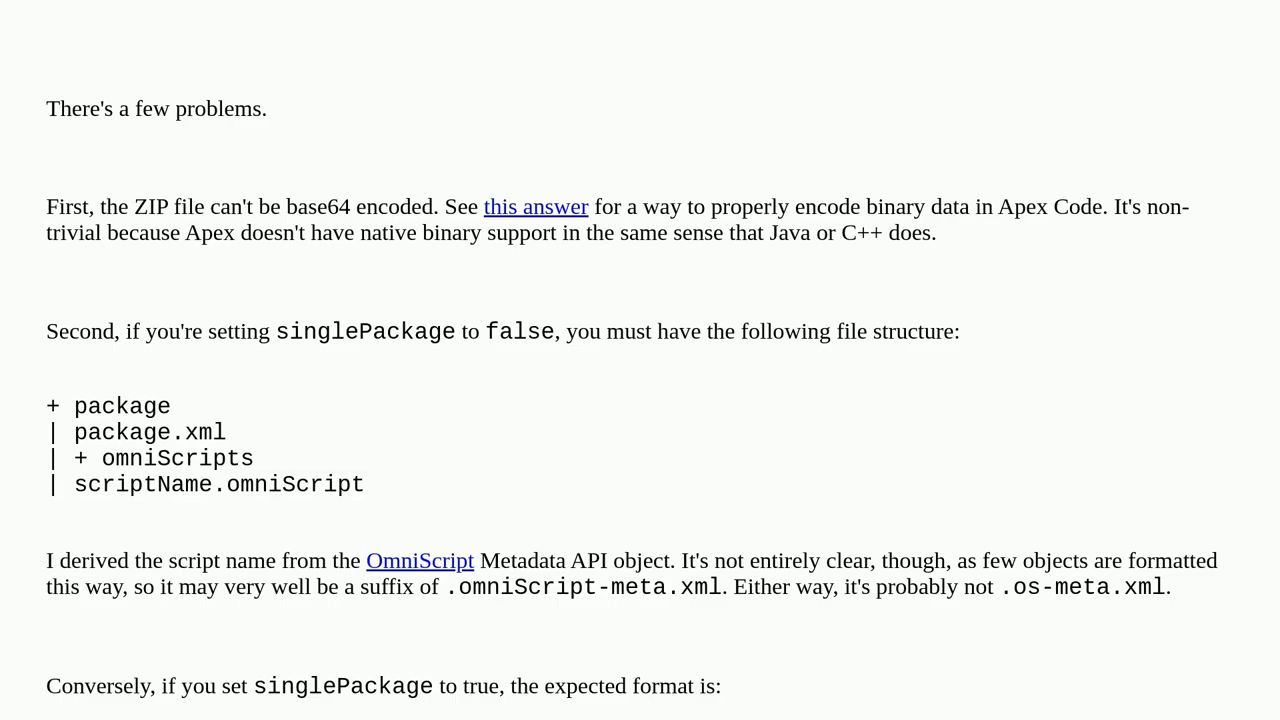 There's a few problems.
First, the ZIP file can't be base64 encoded. See this answer for a way to properly encode binary data in Apex Code. It's non-
trivial because Apex doesn't have native binary support in the same sense that Java or C++ does.
Second, if you're setting singlePackage to false, you must have the following file structure:
+ package
| package.xml
| + omniScripts
| scriptName.omniScript
I derived the script name from the OmniScript Metadata API object. It's not entirely clear, though, as few objects are formatted
this way, so it may very well be a suffix of .omniScript-meta.xml. Either way, it's probably not .os-meta.xml.
Conversely, if you set singlePackage to true, the expected format is: